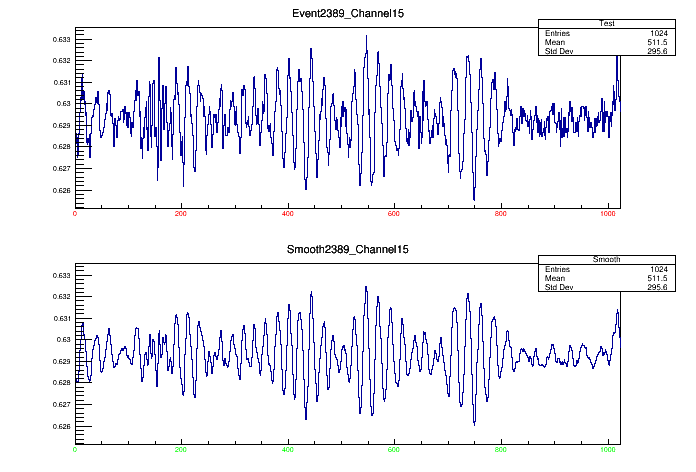 Event2389_Channel15
Test
Entries 1024
Mean 511.5
Std Dev 295.6
0.633
0.632
0.631
0.63
0.629
0.628
0.627
0.626
0 200 400 600 800 1000
Smooth2389_Channel15
Smooth
Entries 1024
Mean 511.5
Std Dev 295.6
0.633
0.632
0.631
0.63
0.629
0.628
0.627
0.626
0 200 400 600 800 1000